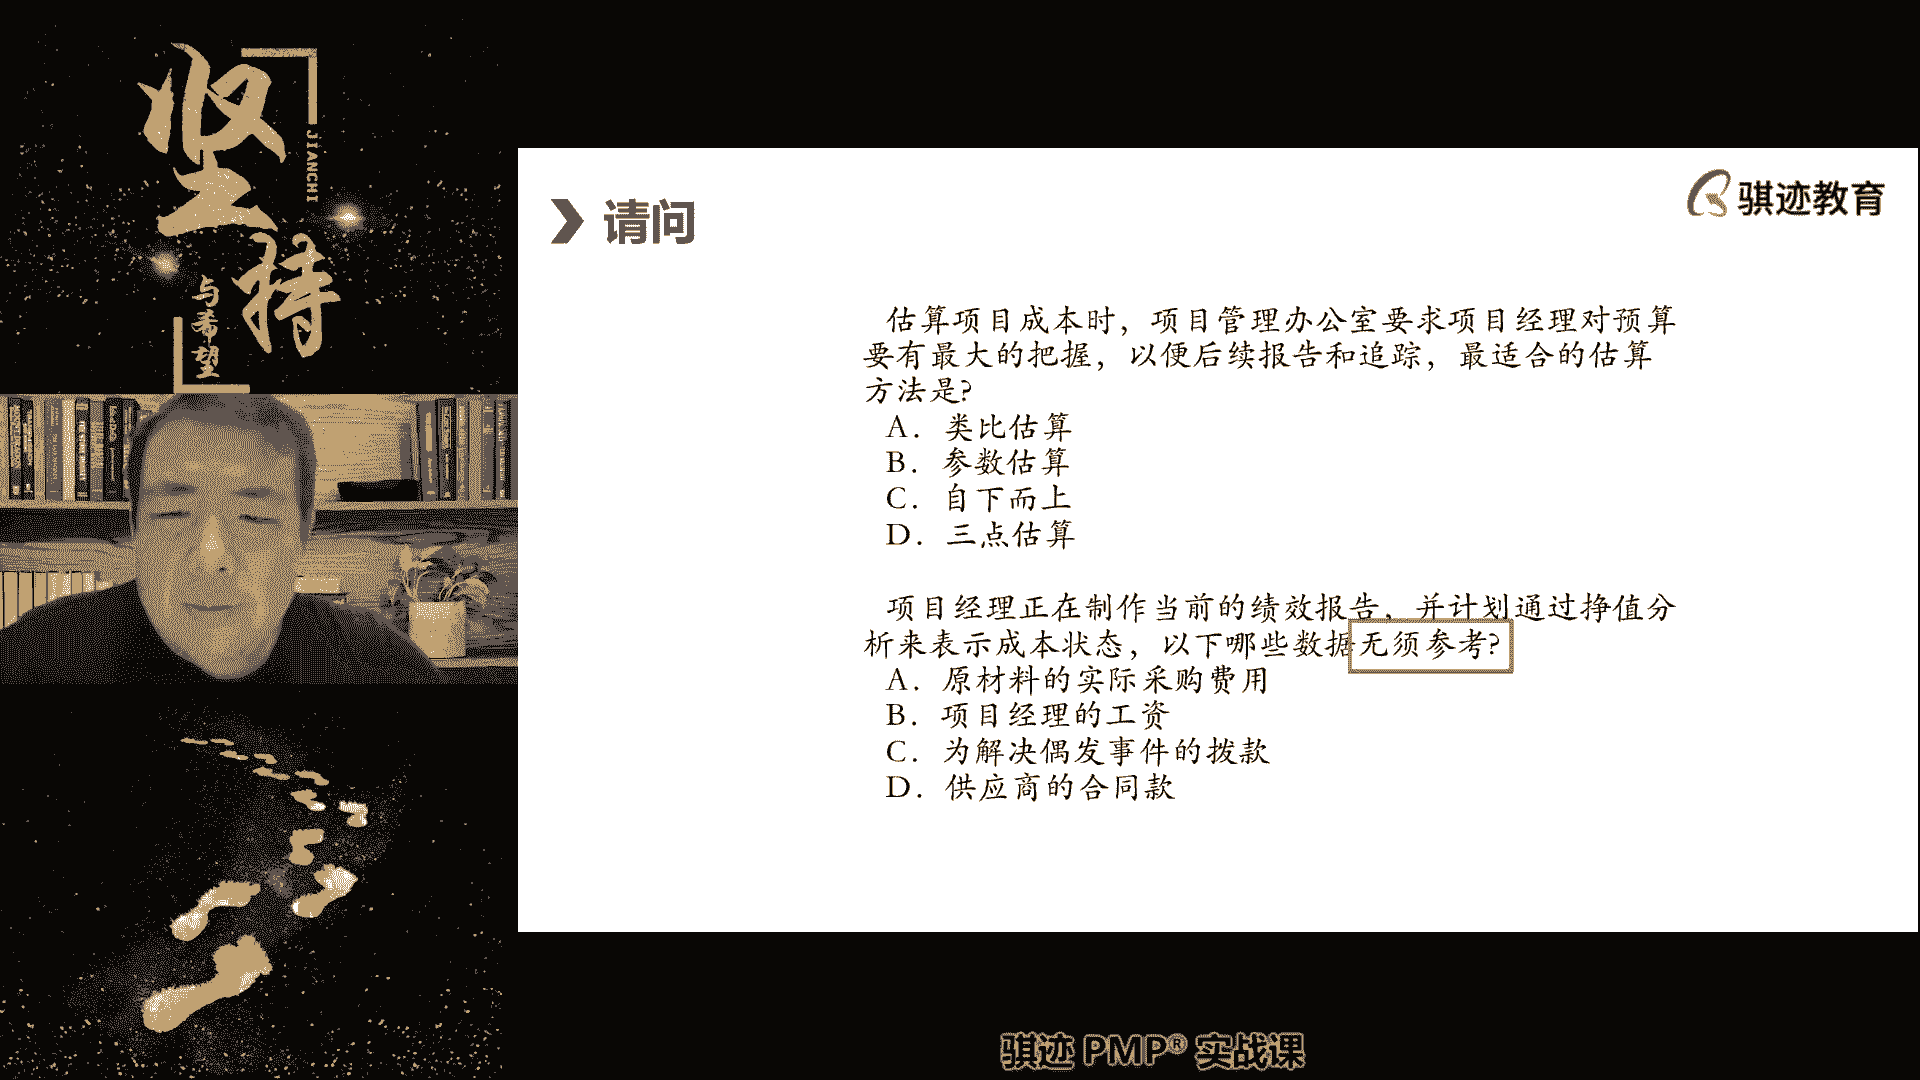 坚持
JIANCHI
与希望
骐迹教育
请问
估算项目成本时，项目管理办公室要求项目经理对预算
要有最大的把握，以便后续报告和追踪，最适合的估算
方法是？
A．类比估算
B．参数估算
C．自下而上
D．三点估算
项目经理正在制作当前的绩效报告，并计划通过挣值分
析来表示成本状态，以下哪些数据无须参考？
A．原材料的实际采购费用
B．项目经理的工资
C．为解决偶发事件的拨款
D．供应商的合同款
骐迹 PMP® 实战课